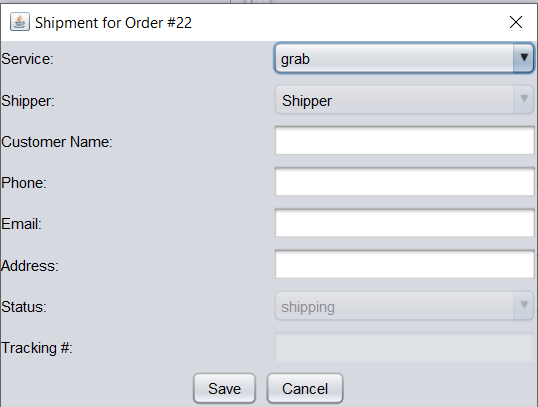 Shipment for Order #22
Service: grab
Shipper: Shipper
Customer Name:
Phone:
Email:
Address:
Status: shipping
Tracking #:
Save Cancel